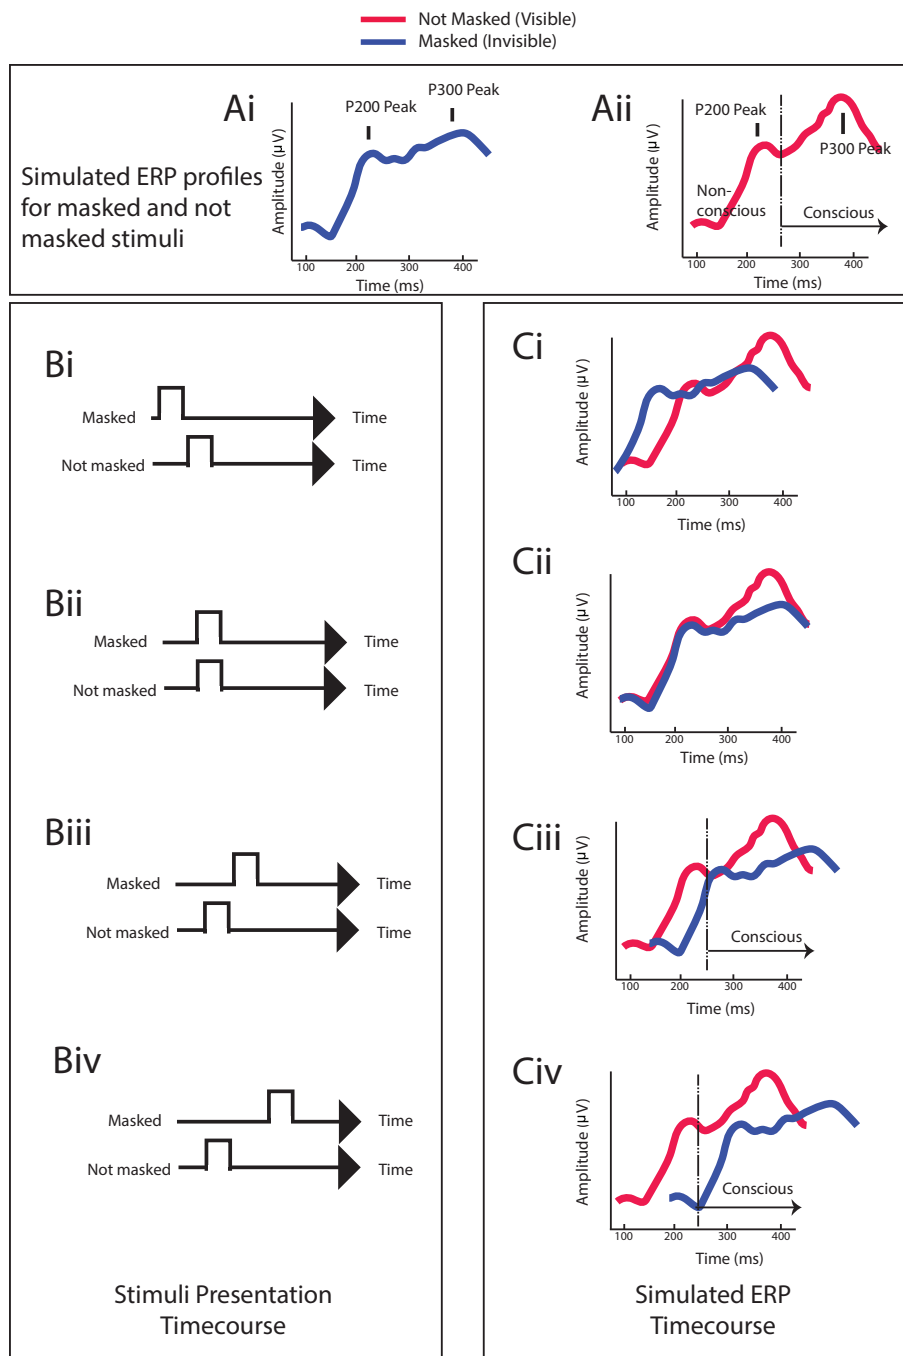 Not Masked (Visible)
Masked (Invisible)
Simulated ERP profiles
for masked and not
masked stimuli
Ai
P200 Peak
P300 Peak
Amplitude (µV)
100 200 300 400
Time (ms)
Aii
P200 Peak
P300 Peak
Non-
conscious
Conscious
Amplitude (µV)
100 200 300 400
Time (ms)
Bi
Masked Time
Not masked Time
Bii
Masked Time
Not masked Time
Biii
Masked Time
Not masked Time
Biv
Masked Time
Not masked Time
Stimuli Presentation
Timecourse
Ci
Amplitude (µV)
100 200 300 400
Time (ms)
Cii
Amplitude (µV)
100 200 300 400
Time (ms)
Ciii
Amplitude (µV)
Conscious
100 200 300 400
Time (ms)
Civ
Amplitude (µV)
Conscious
100 200 300 400
Time (ms)
Simulated ERP
Timecourse